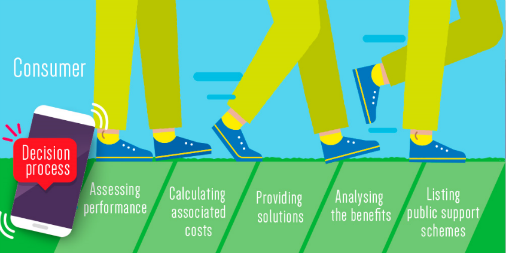 Consumer
Decision
process
Assessing
performance
Calculating
associated
costs
Providing
solutions
Analysing
the benefits
Listing
public support
schemes